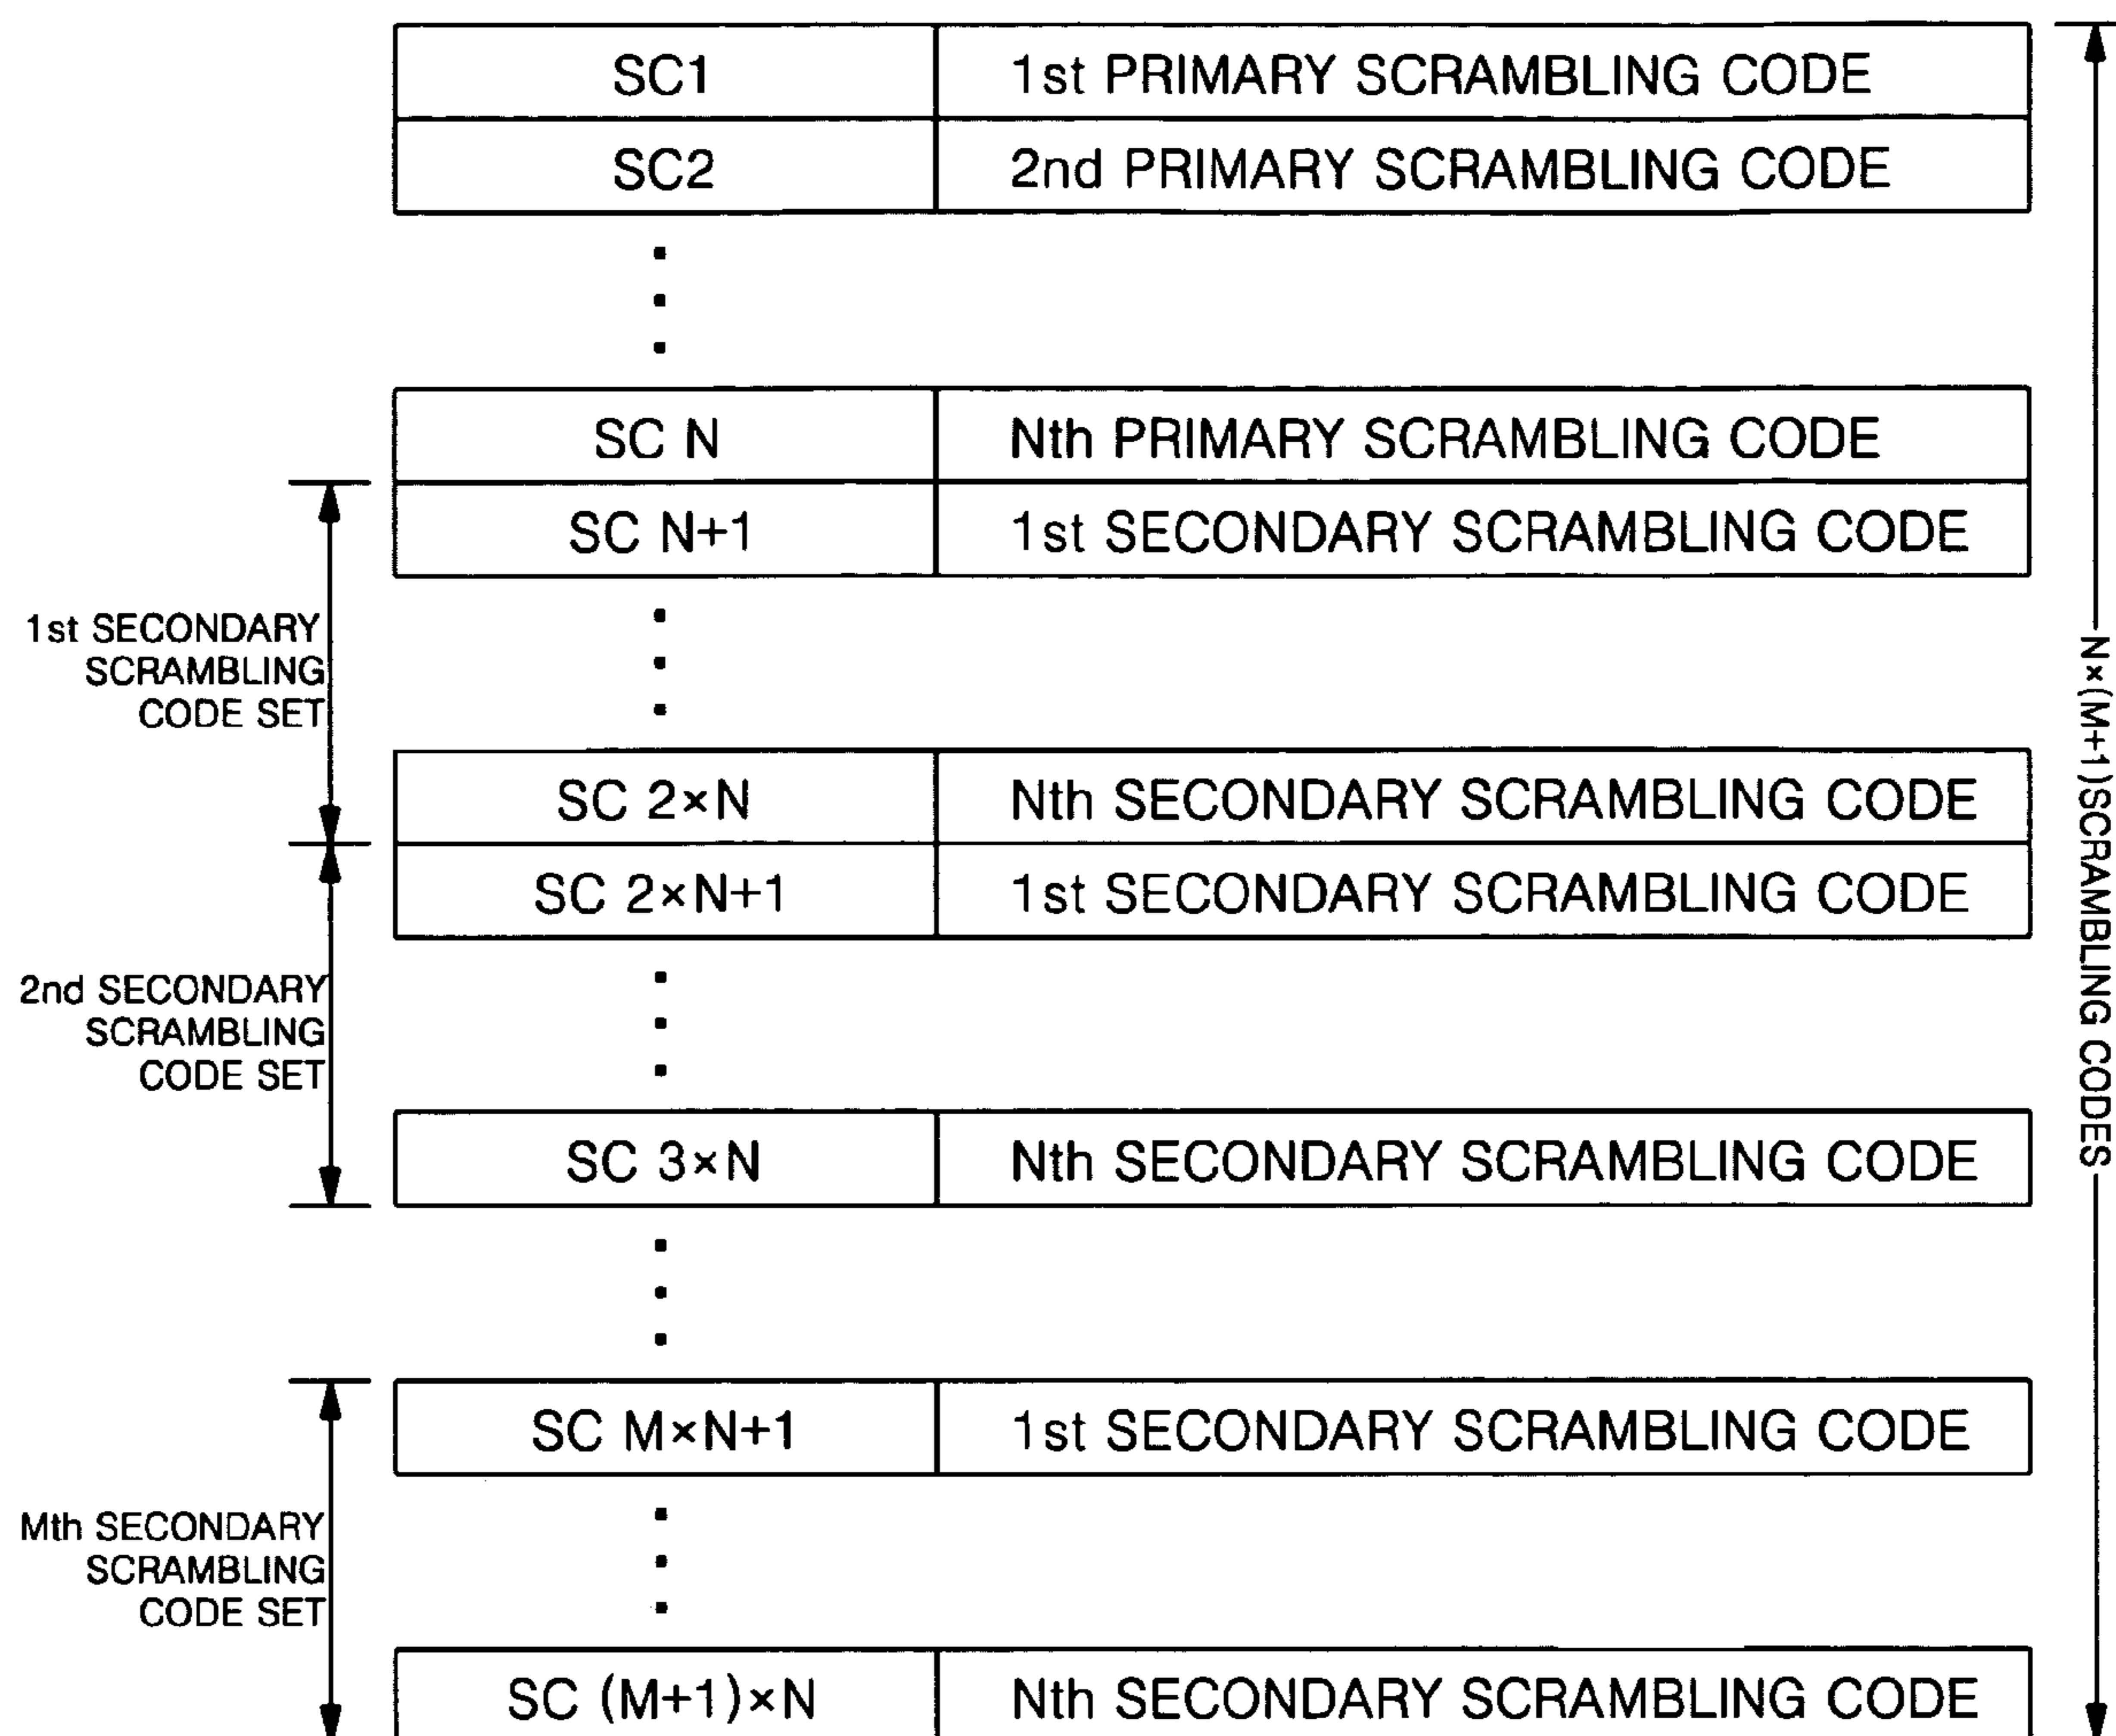 SC1 1st PRIMARY SCRAMBLING CODE
SC2 2nd PRIMARY SCRAMBLING CODE
SC N Nth PRIMARY SCRAMBLING CODE
SC N+1 1st SECONDARY SCRAMBLING CODE
1st SECONDARY
SCRAMBLING
CODE SET
SC 2×N Nth SECONDARY SCRAMBLING CODE
SC 2×N+1 1st SECONDARY SCRAMBLING CODE
2nd SECONDARY
SCRAMBLING
CODE SET
SC 3×N Nth SECONDARY SCRAMBLING CODE
SC M×N+1 1st SECONDARY SCRAMBLING CODE
Mth SECONDARY
SCRAMBLING
CODE SET
SC (M+1)×N Nth SECONDARY SCRAMBLING CODE
N×(M+1)SCRAMBLING CODES